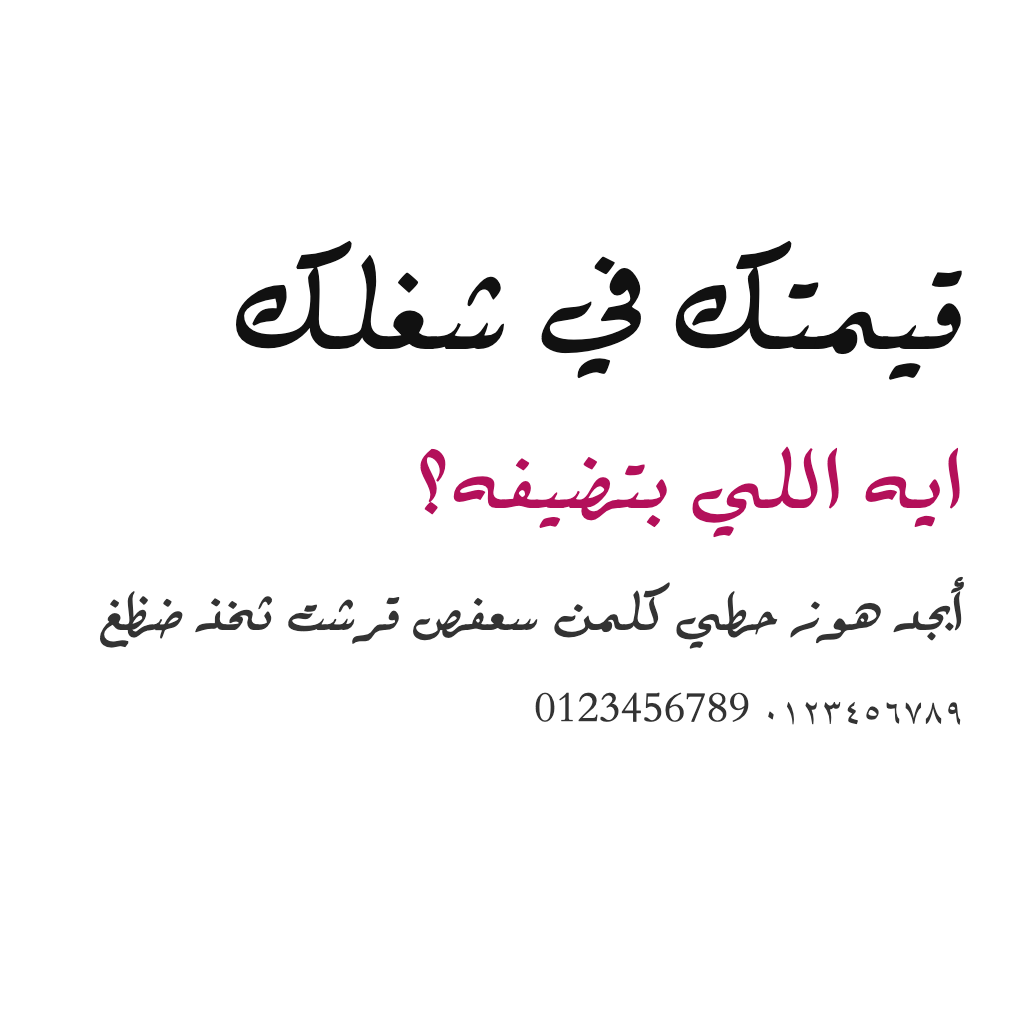 قيمتك في شغلك
ايه اللي بتضيفه؟
أبجد هوز حطي كلمن سعفص قرشت ثخذ ضظغ
٠١٢٣٤٥٦٧٨٩ 0123456789